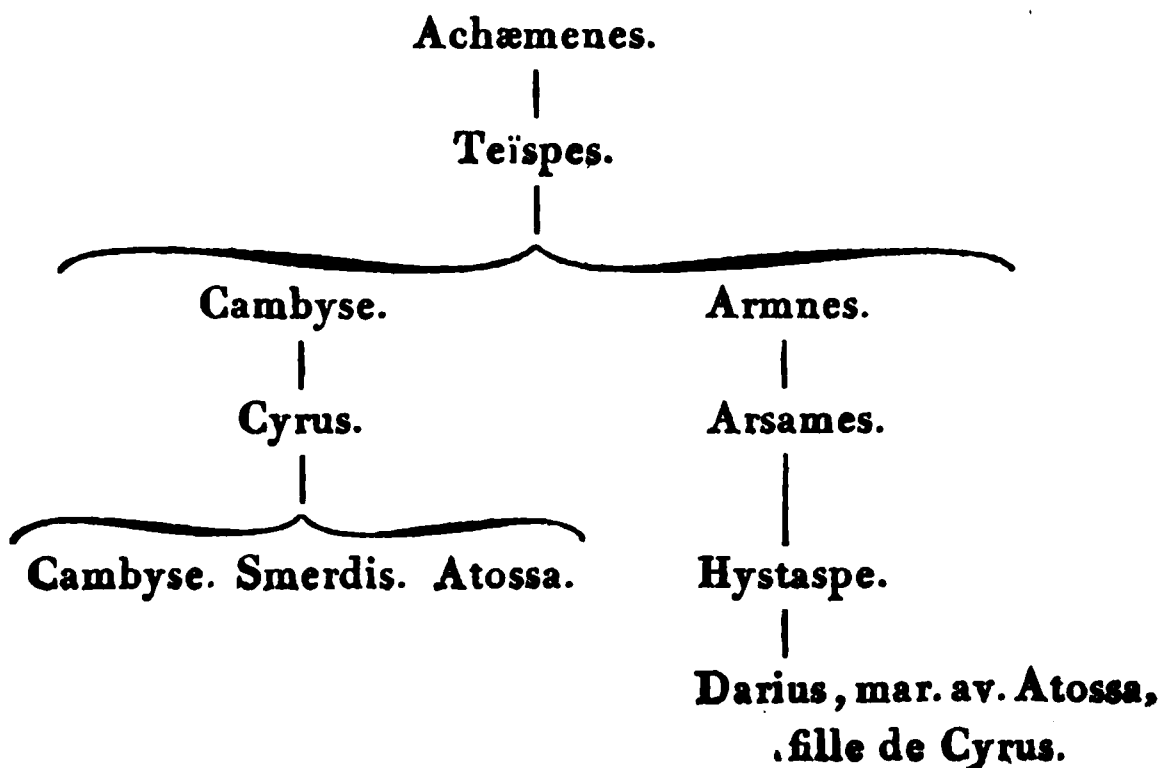 Achæmenes.
Teïspes.
Cambyse. Armnes.
Cyrus. Arsames.
Cambyse. Smerdis. Atossa. Hystaspe.
Darius, mar. av. Atossa,
fille de Cyrus.